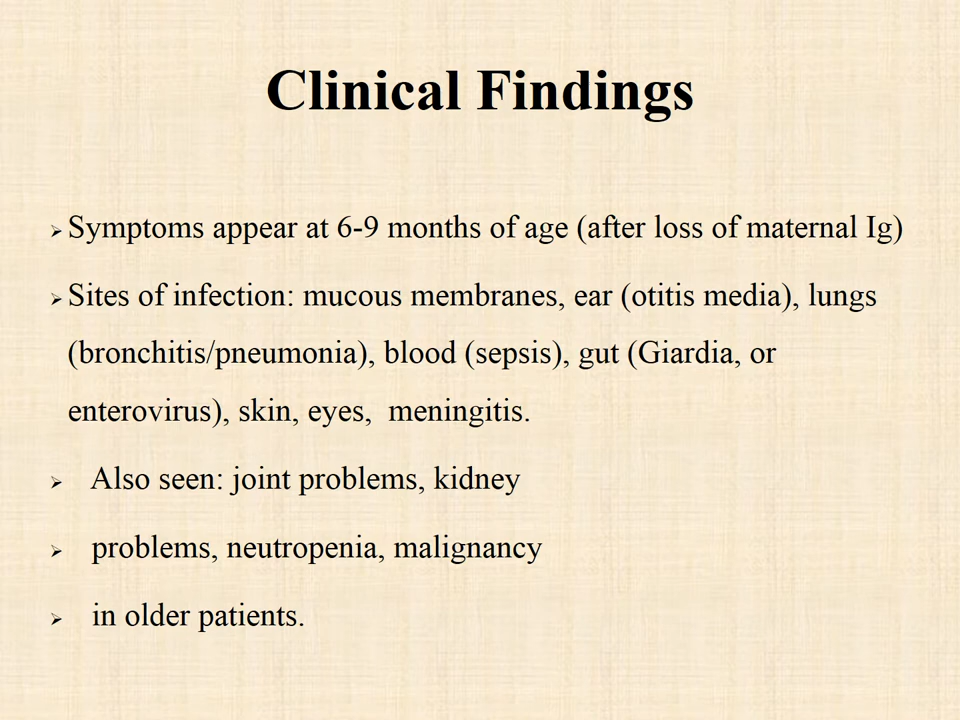 Clinical Findings
➢ Symptoms appear at 6-9 months of age (after loss of maternal Ig)
➢ Sites of infection: mucous membranes, ear (otitis media), lungs
(bronchitis/pneumonia), blood (sepsis), gut (Giardia, or
enterovirus), skin, eyes,  meningitis.
➢ Also seen: joint problems, kidney
➢ problems, neutropenia, malignancy
➢ in older patients.